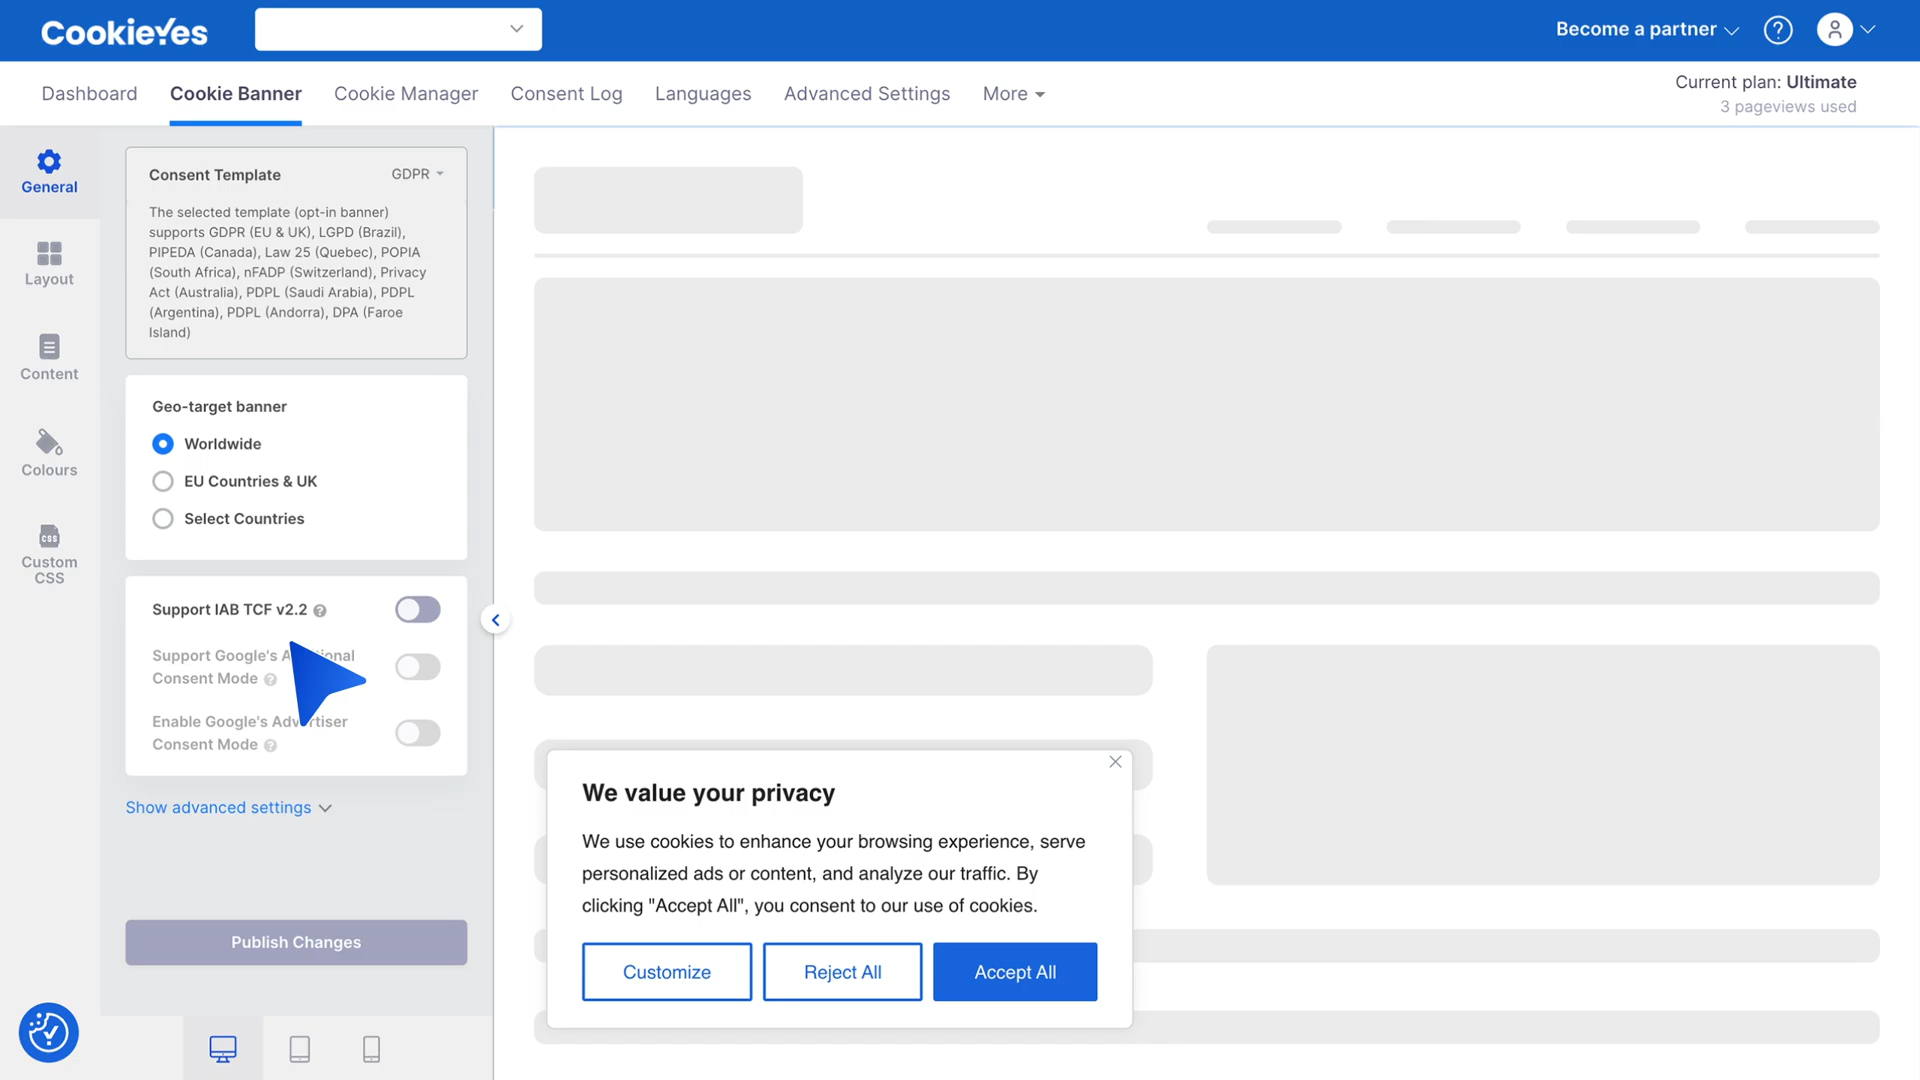 CookieYes
Become a partner
?
Dashboard
Cookie Banner
Cookie Manager
Consent Log
Languages
Advanced Settings
More
Current plan: Ultimate
3 pageviews used
General
Layout
Content
Colours
CSS
Custom
CSS
Consent Template
GDPR
The selected template (opt-in banner)
supports GDPR (EU & UK), LGPD (Brazil),
PIPEDA (Canada), Law 25 (Quebec), POPIA
(South Africa), nFADP (Switzerland), Privacy
Act (Australia), PDPL (Saudi Arabia), PDPL
(Argentina), PDPL (Andorra), DPA (Faroe
Island)
Geo-target banner
Worldwide
EU Countries & UK
Select Countries
Support IAB TCF v2.2 ?
Support Google's Additional
Consent Mode ?
Enable Google's Advertiser
Consent Mode ?
Show advanced settings
Publish Changes
We value your privacy
We use cookies to enhance your browsing experience, serve
personalized ads or content, and analyze our traffic. By
clicking "Accept All", you consent to our use of cookies.
Customize
Reject All
Accept All